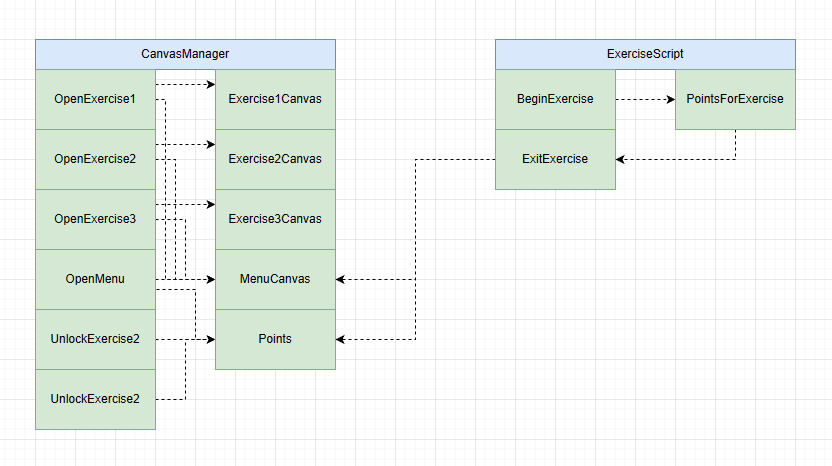 CanvasManager
OpenExercise1
Exercise1Canvas
OpenExercise2
Exercise2Canvas
OpenExercise3
Exercise3Canvas
OpenMenu
MenuCanvas
UnlockExercise2
Points
UnlockExercise2
ExerciseScript
BeginExercise
PointsForExercise
ExitExercise